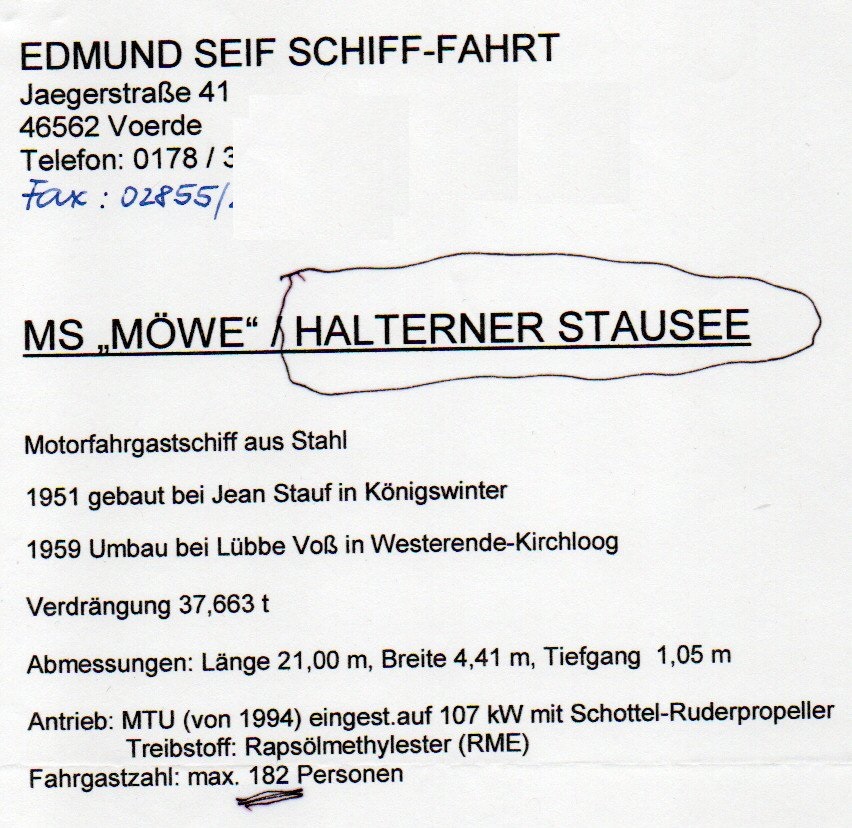 EDMUND SEIF SCHIFF-FAHRT
Jaegerstraße 41
46562 Voerde
Telefon: 0178 / 3
Fax : 02855/
MS „MÖWE“ / HALTERNER STAUSEE
Motorfahrgastschiff aus Stahl
1951 gebaut bei Jean Stauf in Königswinter
1959 Umbau bei Lübbe Voß in Westerende-Kirchloog
Verdrängung 37,663 t
Abmessungen: Länge 21,00 m, Breite 4,41 m, Tiefgang 1,05 m
Antrieb: MTU (von 1994) eingest.auf 107 kW mit Schottel-Ruderpropeller
Treibstoff: Rapsölmethylester (RME)
Fahrgastzahl: max. 182 Personen